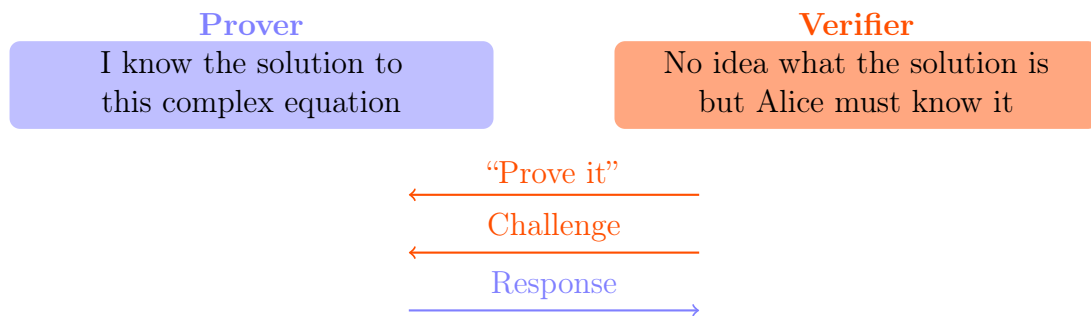 Prover
I know the solution to
this complex equation
Verifier
No idea what the solution is
but Alice must know it
“Prove it”
Challenge
Response